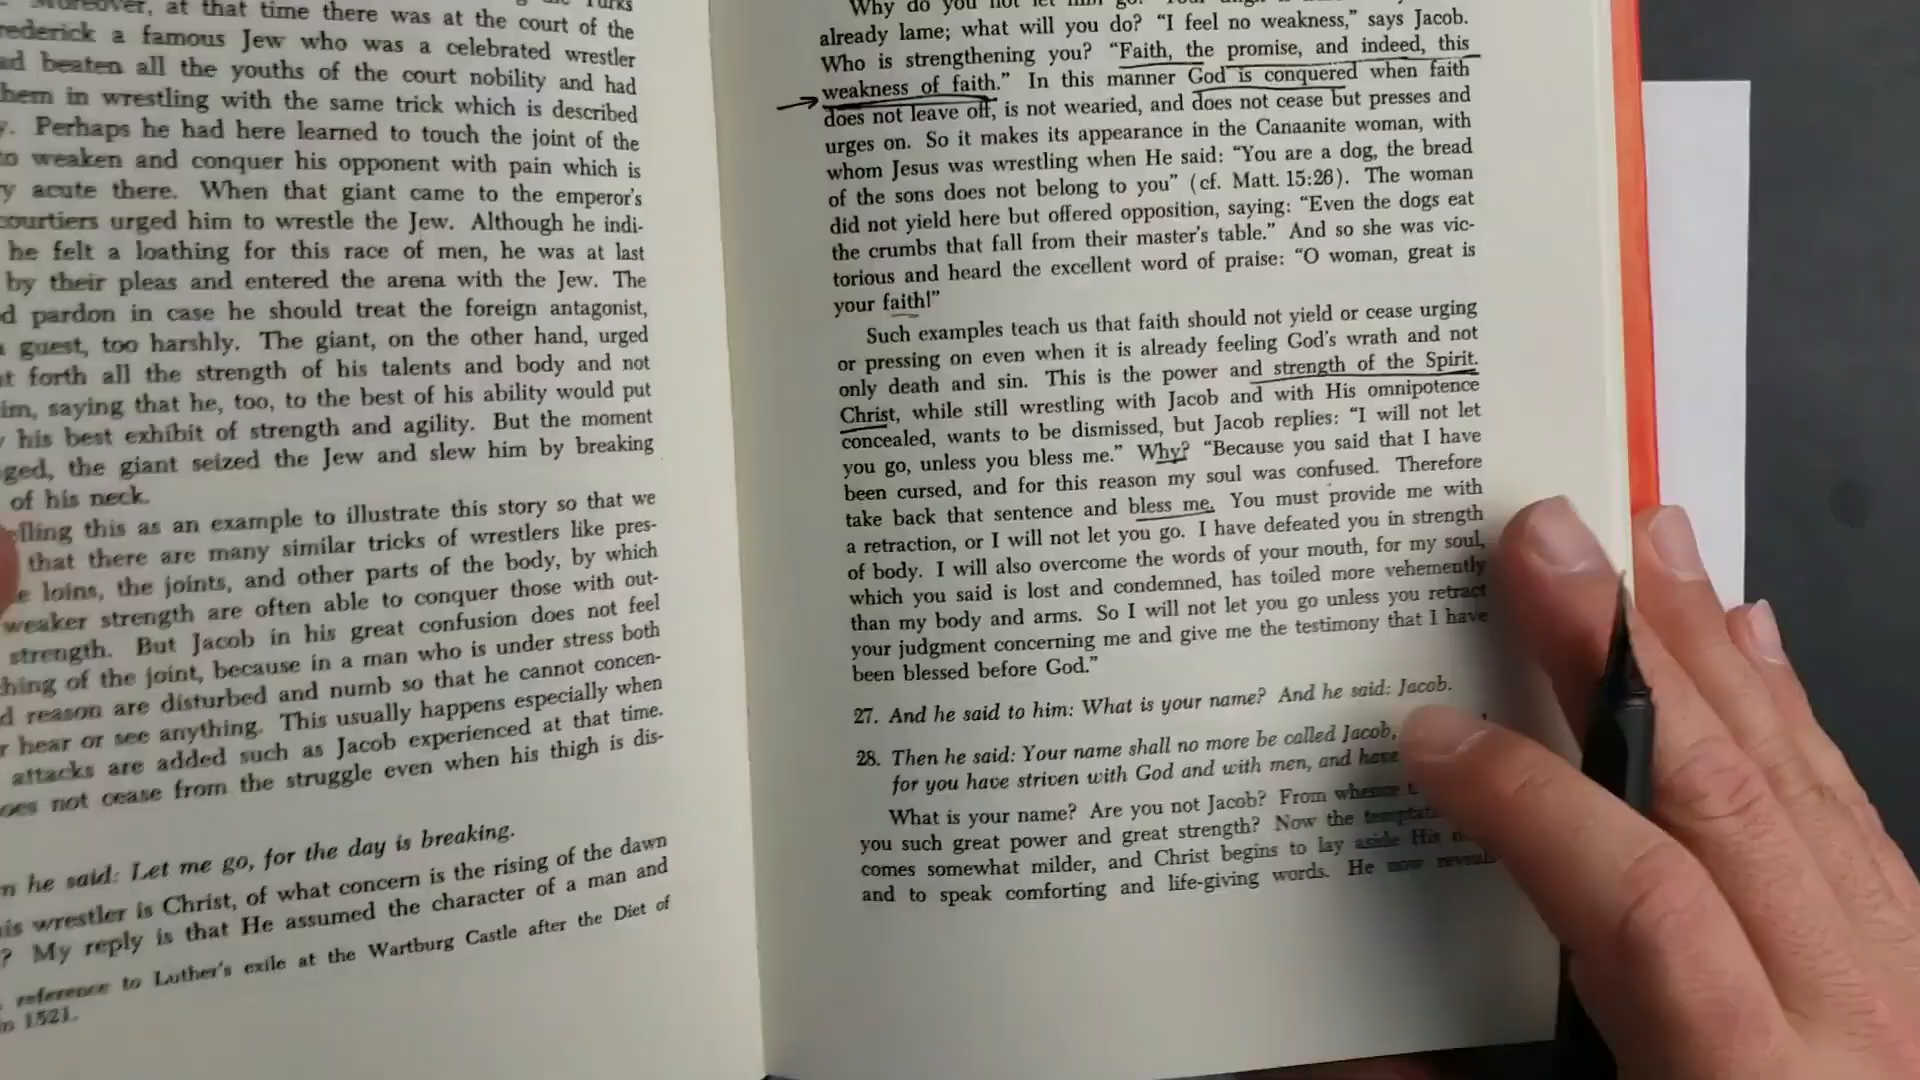 Moreover, at that time there was at the court of the
rederick a famous Jew who was a celebrated wrestler
ad beaten all the youths of the court nobility and had
hem in wrestling with the same trick which is described
y. Perhaps he had here learned to touch the joint of the
to weaken and conquer his opponent with pain which is
y acute there. When that giant came to the emperor's
courtiers urged him to wrestle the Jew. Although he indi-
he felt a loathing for this race of men, he was at last
by their pleas and entered the arena with the Jew. The
d pardon in case he should treat the foreign antagonist,
guest, too harshly. The giant, on the other hand, urged
t forth all the strength of his talents and body and not
im, saying that he, too, to the best of his ability would put
his best exhibit of strength and agility. But the moment
ged, the giant seized the Jew and slew him by breaking
of his neck.
elling this as an example to illustrate this story so that we
that there are many similar tricks of wrestlers like pres-
e loins, the joints, and other parts of the body, by which
weaker strength are often able to conquer those with out-
strength. But Jacob in his great confusion does not feel
hing of the joint, because in a man who is under stress both
d reason are disturbed and numb so that he cannot concen-
r hear or see anything. This usually happens especially when
attacks are added such as Jacob experienced at that time.
oes not cease from the struggle even when his thigh is dis-
n he said: Let me go, for the day is breaking.
is wrestler is Christ, of what concern is the rising of the dawn
? My reply is that He assumed the character of a man and
reference to Luther's exile at the Wartburg Castle after the Diet of
n 1521.
Why do you not let him go?
already lame; what will you do? "I feel no weakness," says Jacob.
Who is strengthening you? "Faith, the promise, and indeed, this
weakness of faith." In this manner God is conquered when faith
does not leave off, is not wearied, and does not cease but presses and
urges on. So it makes its appearance in the Canaanite woman, with
whom Jesus was wrestling when He said: "You are a dog, the bread
of the sons does not belong to you" (cf. Matt. 15:26). The woman
did not yield here but offered opposition, saying: "Even the dogs eat
the crumbs that fall from their master's table." And so she was vic-
torious and heard the excellent word of praise: "O woman, great is
your faith!"
Such examples teach us that faith should not yield or cease urging
or pressing on even when it is already feeling God's wrath and not
only death and sin. This is the power and strength of the Spirit.
Christ, while still wrestling with Jacob and with His omnipotence
concealed, wants to be dismissed, but Jacob replies: "I will not let
you go, unless you bless me." Why? "Because you said that I have
been cursed, and for this reason my soul was confused. Therefore
take back that sentence and bless me. You must provide me with
a retraction, or I will not let you go. I have defeated you in strength
of body. I will also overcome the words of your mouth, for my soul,
which you said is lost and condemned, has toiled more vehemently
than my body and arms. So I will not let you go unless you retract
your judgment concerning me and give me the testimony that I have
been blessed before God."
27. And he said to him: What is your name? And he said: Jacob.
28. Then he said: Your name shall no more be called Jacob,
for you have striven with God and with men, and have
What is your name? Are you not Jacob? From whence
you such great power and great strength? Now the temptat
comes somewhat milder, and Christ begins to lay aside His
and to speak comforting and life-giving words. He now reveals